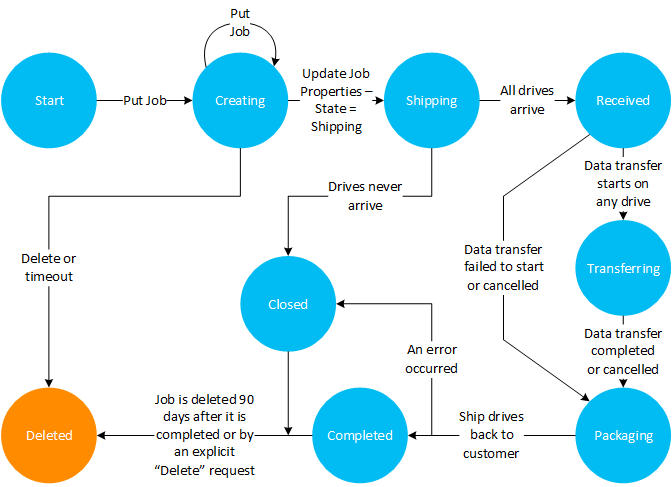 Put
Job
Start
Put Job
Creating
Update Job
Properties –
State =
Shipping
Shipping
All drives
arrive
Received
Drives never
arrive
Data transfer
starts on
any drive
Delete or
timeout
Data transfer
failed to start
or cancelled
Transferring
Closed
An error
occurred
Data transfer
completed
or cancelled
Deleted
Job is deleted 90
days after it is
completed or by
an explicit
“Delete” request
Completed
Ship drives
back to
customer
Packaging